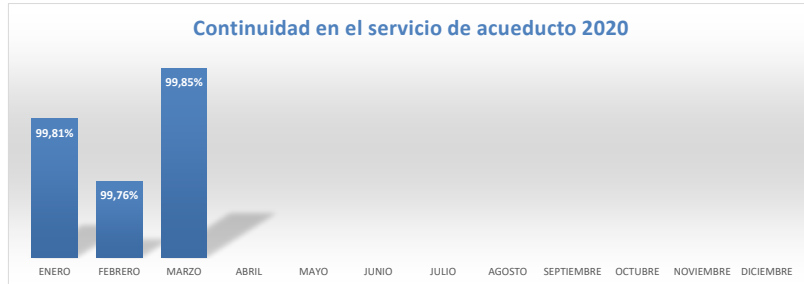 Continuidad en el servicio de acueducto 2020
99,85%
99,81%
99,76%
ENERO FEBRERO MARZO ABRIL MAYO JUNIO JULIO AGOSTO SEPTIEMBRE OCTUBRE NOVIEMBRE DICIEMBRE